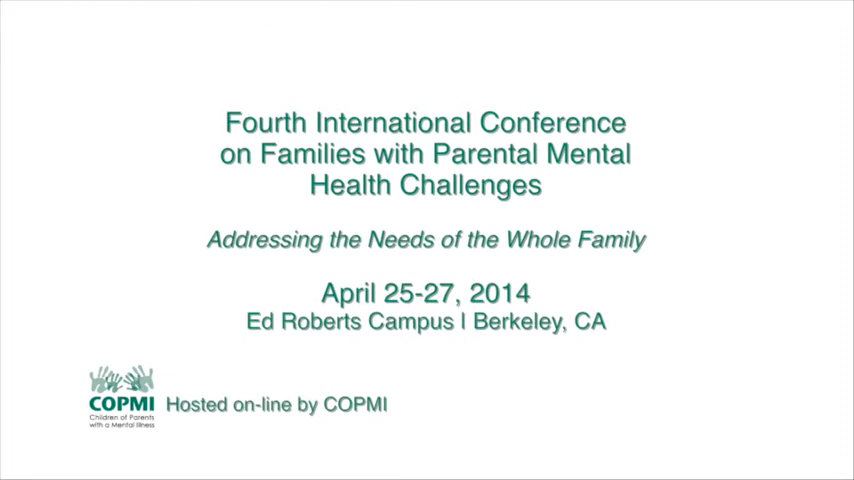 Fourth International Conference
on Families with Parental Mental
Health Challenges
Addressing the Needs of the Whole Family
April 25-27, 2014
Ed Roberts Campus | Berkeley, CA
COPMI
Children of Parents
with a Mental Illness
Hosted on-line by COPMI